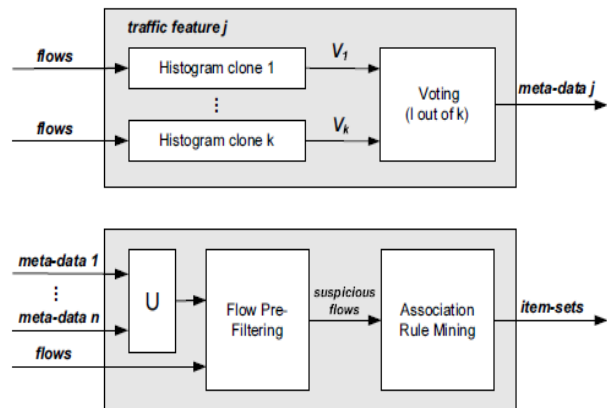 traffic feature j
flows
Histogram clone 1
V1
⋮
flows
Histogram clone k
Vk
Voting
(l out of k)
meta-data j
meta-data 1
⋮
meta-data n
flows
U
Flow Pre-
Filtering
suspicious
flows
Association
Rule Mining
item-sets